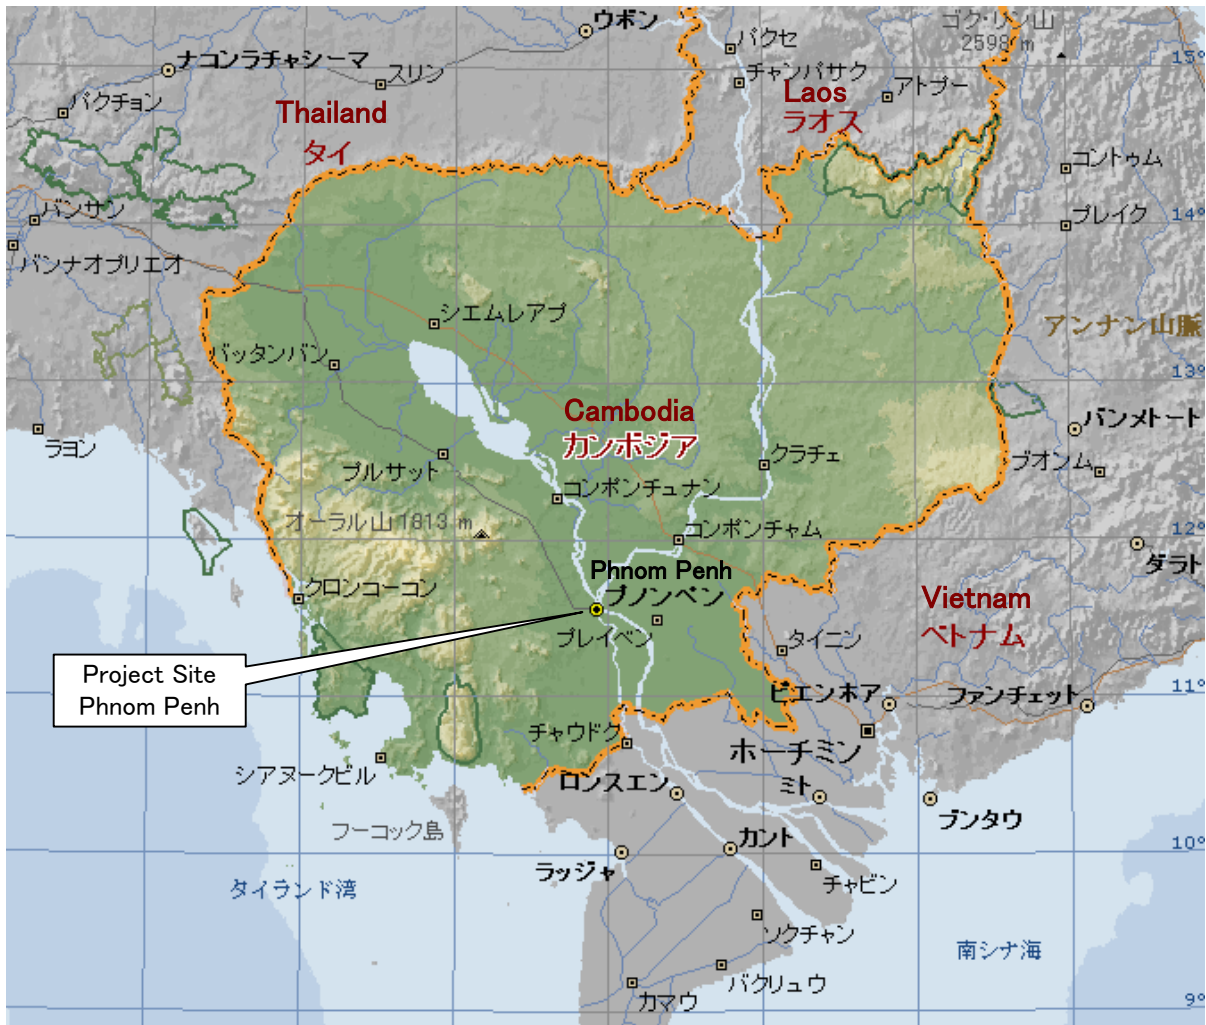 ウボン
パクセ
ゴク・リン山
2598 m
ナコンラチャシーマ
スリン
チャンパサク
15°
パクチョン
Thailand
タイ
Laos
ラオス
アトプー
コントゥム
バンサン
プレイク
14°
バンナオプリエオ
シエムレアプ
アンナン山脈
バッタンバン
13°
Cambodia
カンボジア
バンメトート
ラヨン
プルサット
クラチェ
ブオンム
コンポンチュナン
オーラル山 1813 m
コンポンチャム
12°
ダラト
Phnom Penh
プノンペン
クロンコーコン
Vietnam
ベトナム
プレイベン
タイニン
Project Site
Phnom Penh
ビエンホア
ファンチェット
11°
チャウドク
ホーチミン
シアヌークビル
ロンスエン
ミト
ブンタウ
フーコック島
カント
10°
ラッジャ
チャビン
タイランド湾
ソクチャン
南シナ海
バクリュウ
カマウ
9°